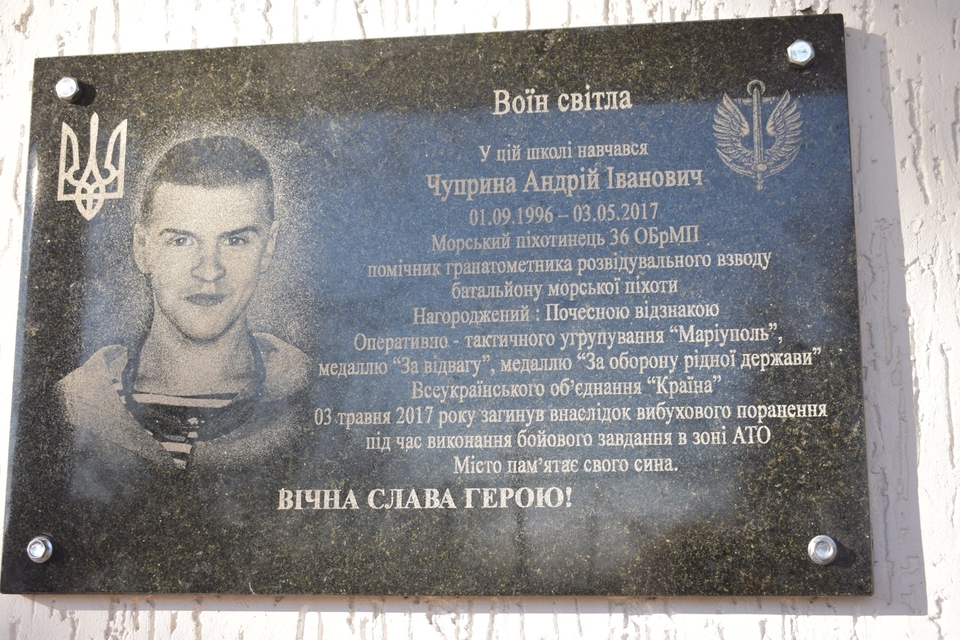 Воїн світла
У цій школі навчався
Чуприна Андрій Іванович
01.09.1996 – 03.05.2017
Морський піхотинець 36 ОБрМП
помічник гранатометника розвідувального взводу
батальйону морської піхоти
Нагороджений : Почесною відзнакою
Оперативно - тактичного угрупування “Маріуполь”,
медаллю “За відвагу”, медаллю “За оборону рідної держави”
Всеукраїнського об’єднання “Країна”
03 травня 2017 року загинув внаслідок вибухового поранення
під час виконання бойового завдання в зоні АТО
Місто пам’ятає свого сина.
ВІЧНА СЛАВА ГЕРОЮ!